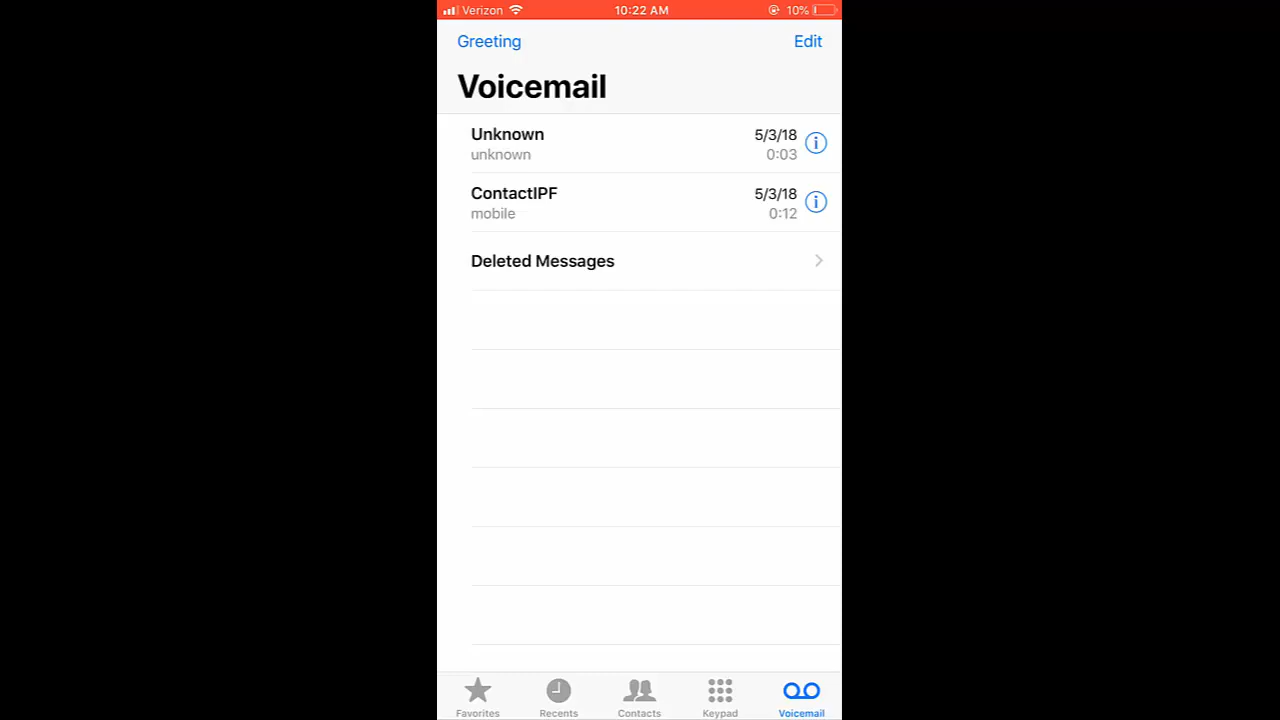 Verizon 10:22 AM 10%
Greeting Edit
Voicemail
Unknown 5/3/18
unknown 0:03
ContactIPF 5/3/18
mobile 0:12
Deleted Messages
Favorites Recents Contacts Keypad Voicemail